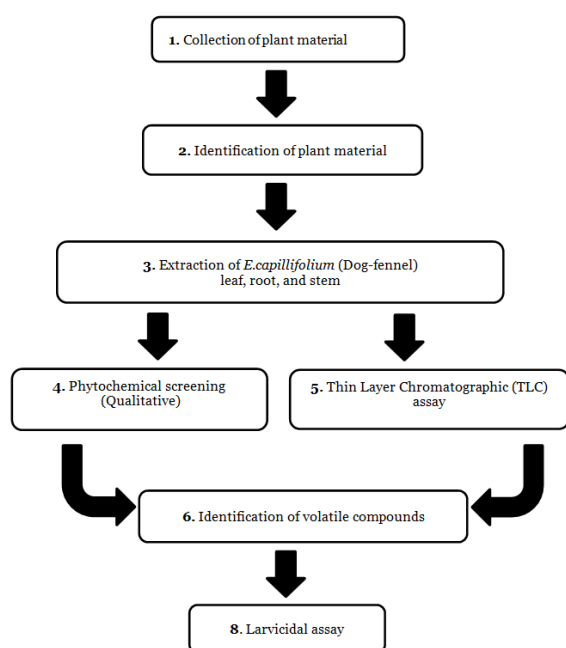 1. Collection of plant material
2. Identification of plant material
3. Extraction of E.capillifolium (Dog-fennel)
leaf, root, and stem
4. Phytochemical screening
(Qualitative)
5. Thin Layer Chromatographic (TLC)
assay
6. Identification of volatile compounds
8. Larvicidal assay